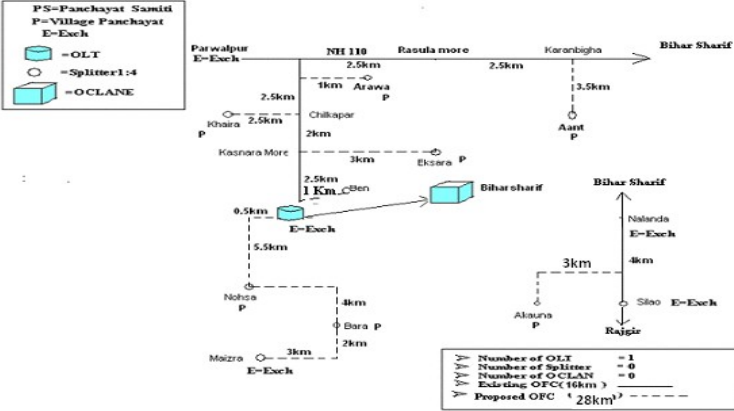 PS=Panchayat Samiti
P=Village Panchayat
E=Exch
=OLT
=Splitter1:4
=OCLANE
Parwalpur
E=Exch
NH 110
Rasula more
Karanbigha
Bihar Sharif
2.5km
2.5km
1km
Arawa
P
3.5km
2.5km
Khaira
P
2.5km
Chilkapar
Aant
P
2km
Kasnara More
3km
Eksara P
2.5km
1 Km
Ben
Biharsharif
Bihar Sharif
0.5km
E=Exch
Nalanda
E=Exch
5.5km
3km
4km
Nohsa
P
4km
Akauna
P
Silao E=Exch
Rajgir
Bara P
2km
Maizra
3km
E=Exch
Number of OLT =1
Number of Splitter =0
Number of OCLAN =0
Existing OFC(16km )
Proposed OFC ( 28km )